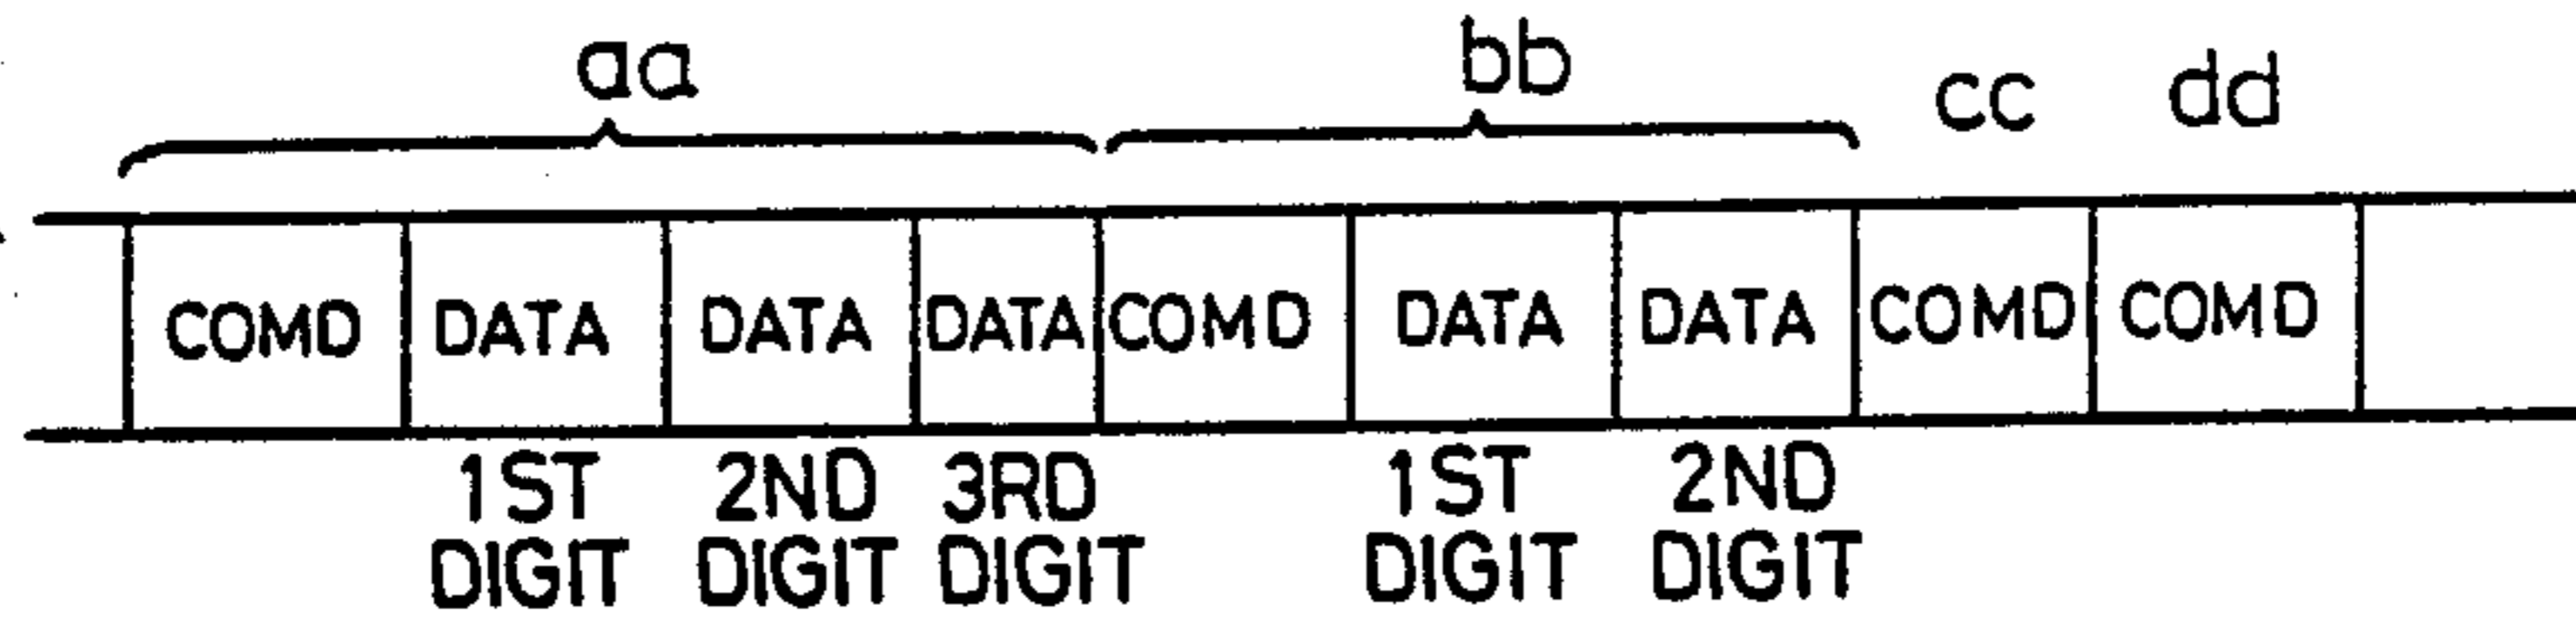 aa bb cc dd
COMD DATA DATA DATA COMD DATA DATA COMD COMD
1ST 2ND 3RD 1ST 2ND
DIGIT DIGIT DIGIT DIGIT DIGIT